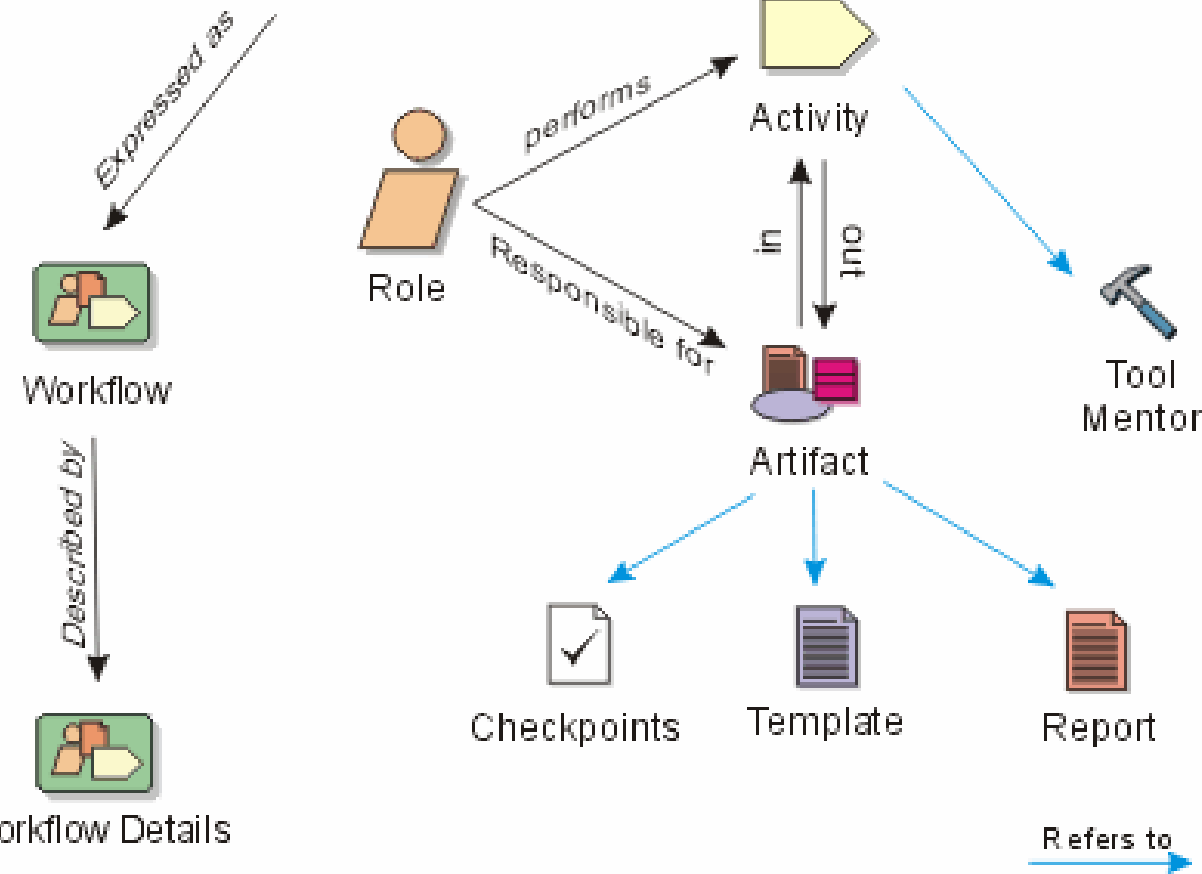 Expressed as
performs
Activity
Role
Responsible for
in
out
Workflow
Tool
Mentor
Artifact
Described by
Checkpoints
Template
Report
orkflow Details
Refers to